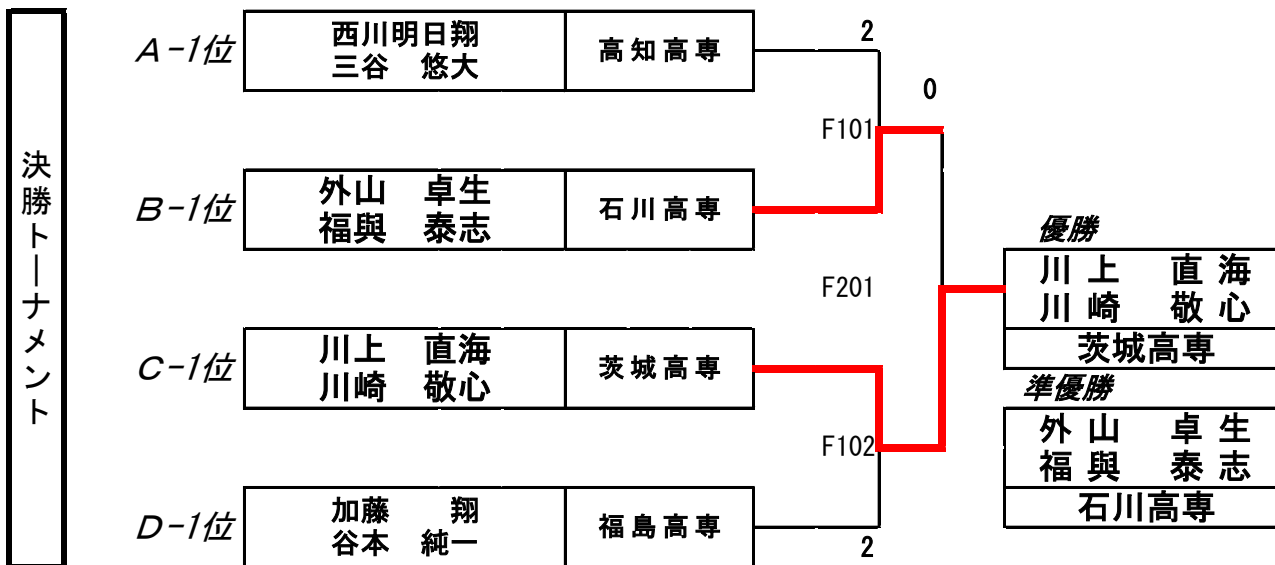 決勝トーナメント
A-1位
西川明日翔
三谷　悠大
高知高専
2
0
F101
B-1位
外山　卓生
福與　泰志
石川高専
F201
C-1位
川上　直海
川崎　敬心
茨城高専
F102
D-1位
加藤　翔
谷本　純一
福島高専
2
優勝
川上　直海
川崎　敬心
茨城高専
準優勝
外山　卓生
福與　泰志
石川高専